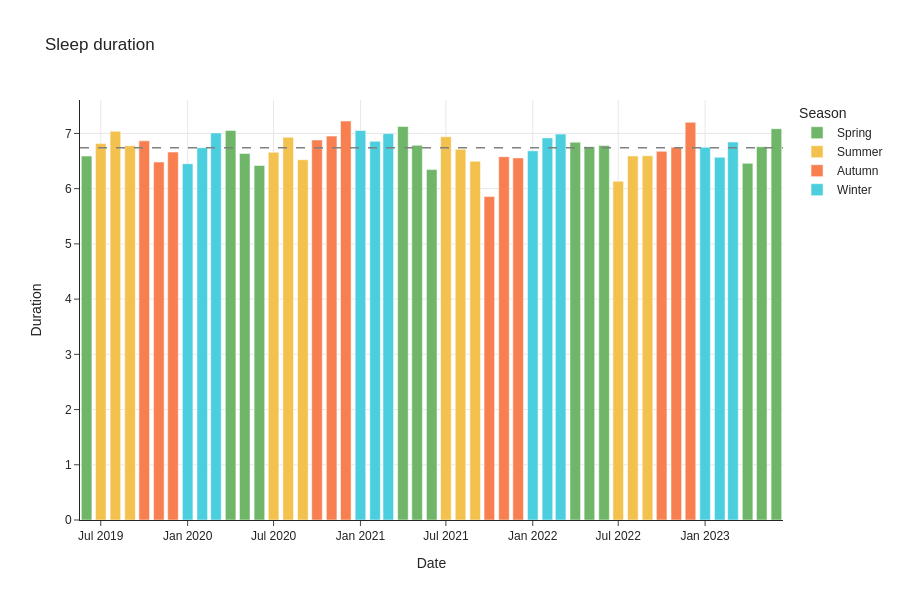 Sleep duration
Season
Spring
Summer
Autumn
Winter
7
6
5
4
3
2
1
0
Duration
Jul 2019
Jan 2020
Jul 2020
Jan 2021
Jul 2021
Jan 2022
Jul 2022
Jan 2023
Date